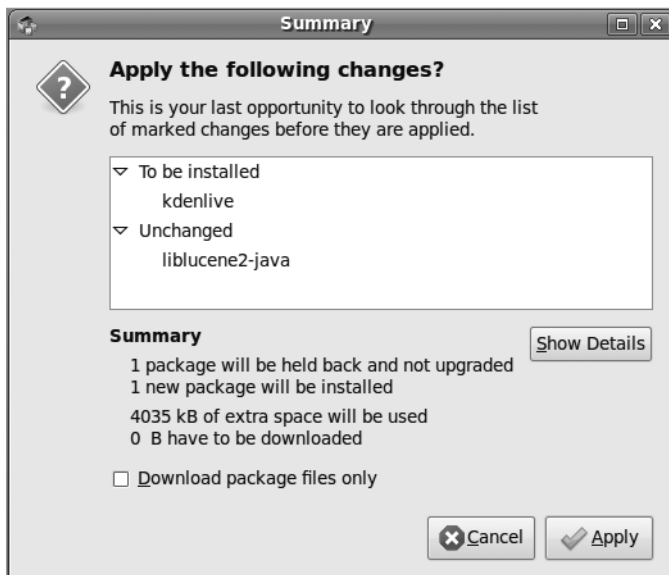 Summary
Apply the following changes?
This is your last opportunity to look through the list
of marked changes before they are applied.
To be installed
kdenlive
Unchanged
liblucene2-java
Summary
Show Details
1 package will be held back and not upgraded
1 new package will be installed
4035 kB of extra space will be used
0  B have to be downloaded
Download package files only
Cancel
Apply